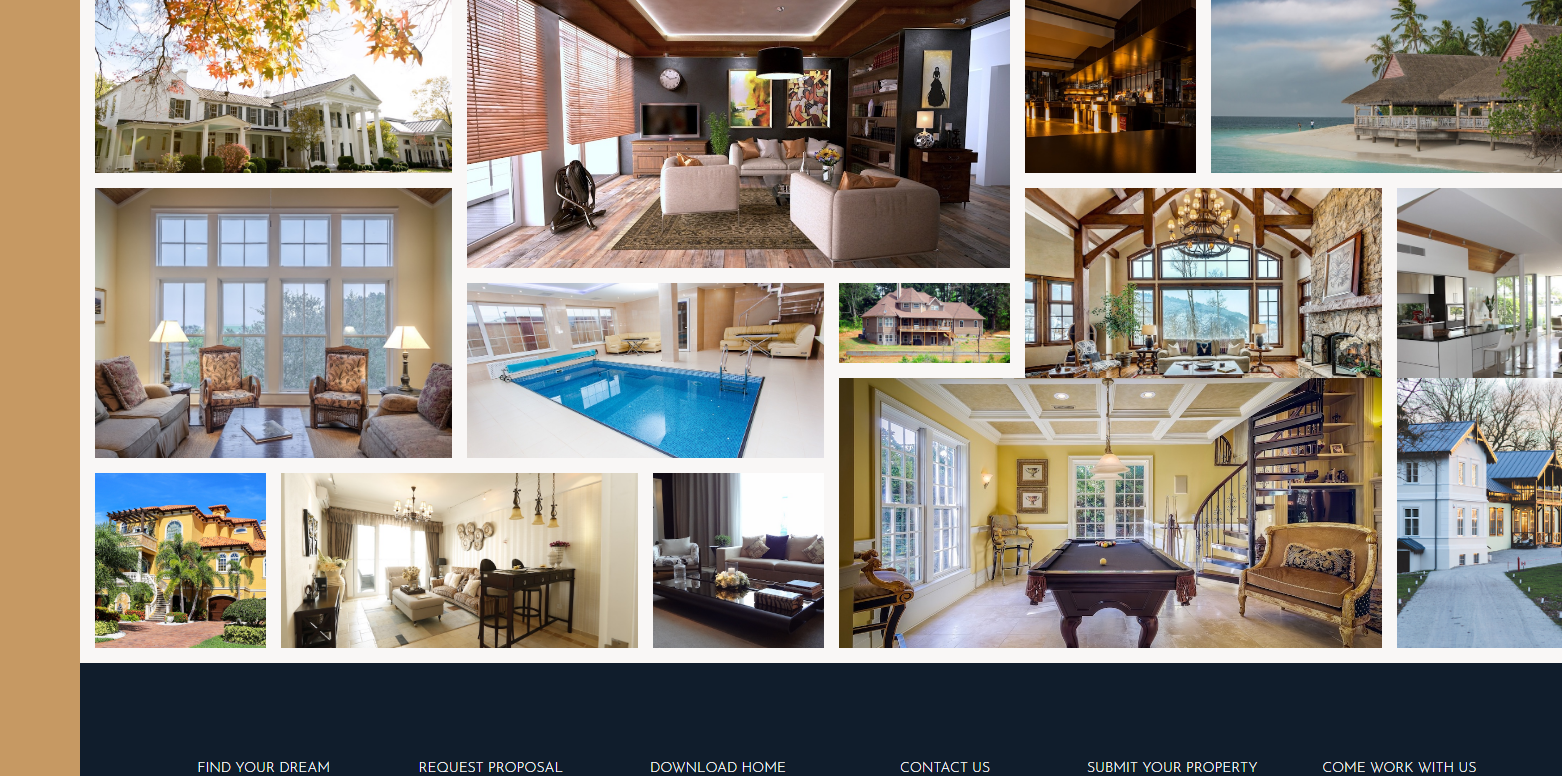 FIND YOUR DREAM
REQUEST PROPOSAL
DOWNLOAD HOME
CONTACT US
SUBMIT YOUR PROPERTY
COME WORK WITH US